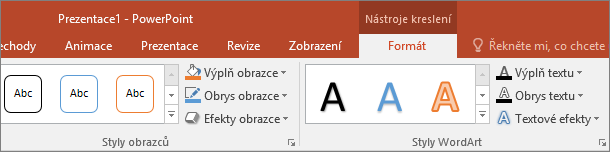 Prezentace1 - PowerPoint
Nástroje kreslení
echody Animace Prezentace Revize Zobrazení Formát Řekněte mi, co chcete
Abc Abc Abc
Výplň obrazce
Obrys obrazce
Efekty obrazce
Styly obrazců
A A A
Výplň textu
Obrys textu
Textové efekty
Styly WordArt